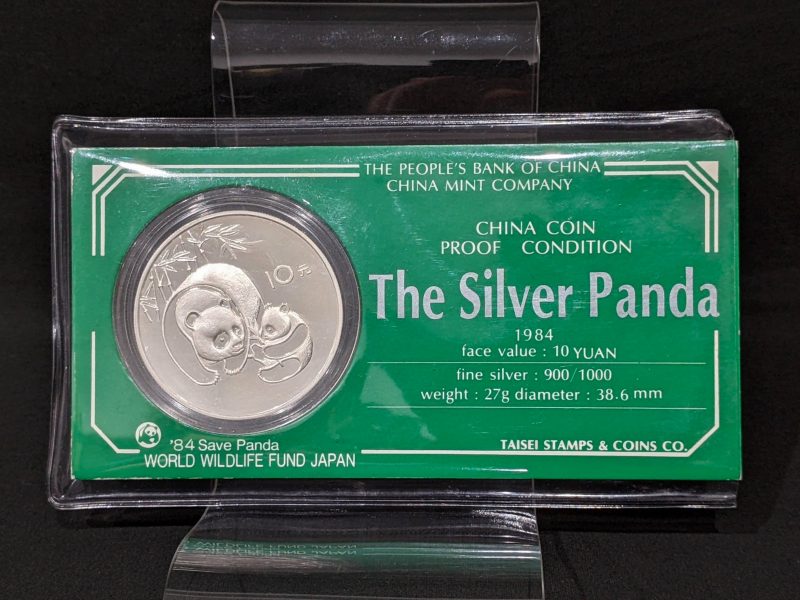 THE PEOPLE'S BANK OF CHINA
CHINA MINT COMPANY
CHINA COIN
PROOF CONDITION
The Silver Panda
1984
face value : 10 YUAN
fine silver : 900/1000
weight : 27g diameter : 38.6 mm
TAISEI STAMPS & COINS CO.
10元
'84 Save Panda
WORLD WILDLIFE FUND JAPAN